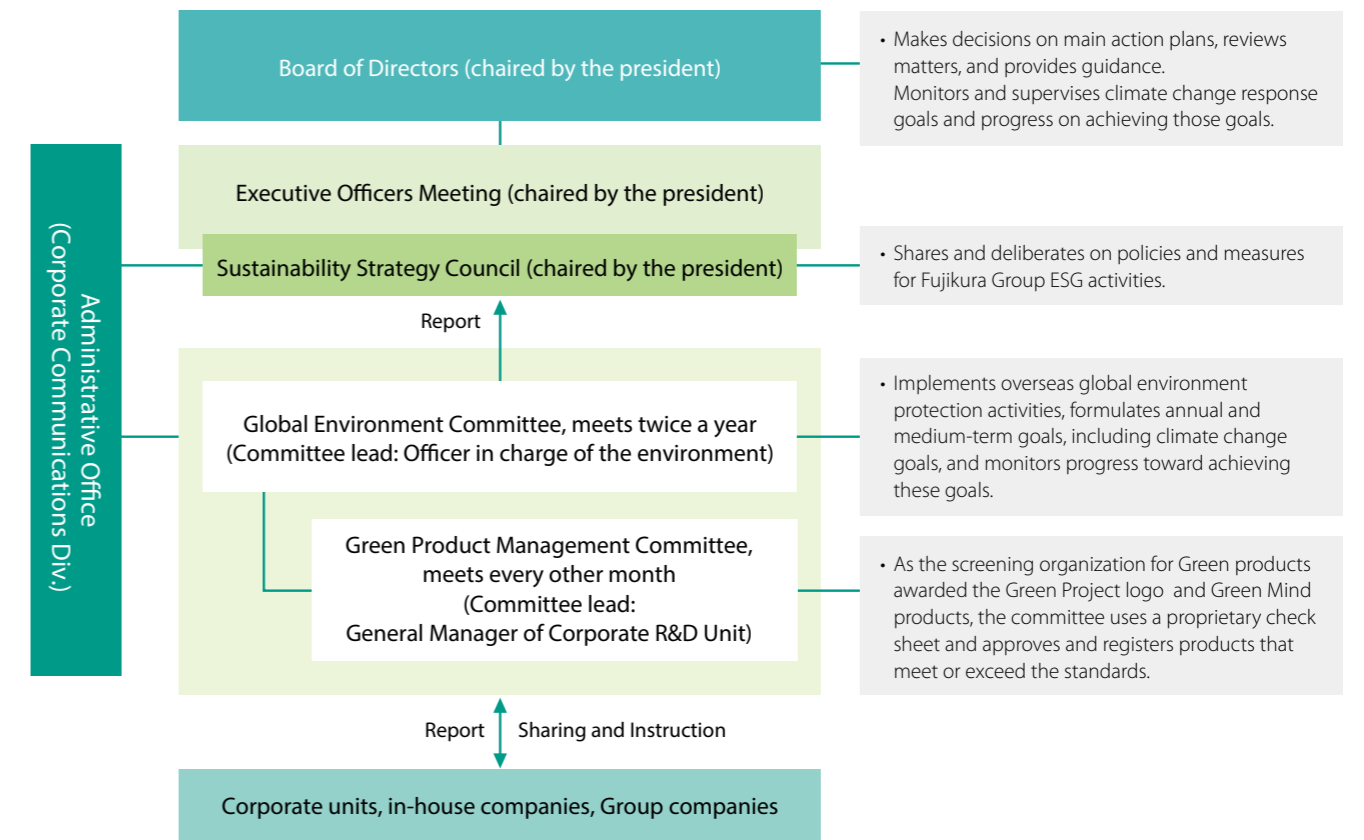 Board of Directors (chaired by the president)
• Makes decisions on main action plans, reviews
matters, and provides guidance.
Monitors and supervises climate change response
goals and progress on achieving those goals.
Administrative Office
(Corporate Communications Div.)
Executive Officers Meeting (chaired by the president)
Sustainability Strategy Council (chaired by the president)
• Shares and deliberates on policies and measures
for Fujikura Group ESG activities.
Report
Global Environment Committee, meets twice a year
(Committee lead: Officer in charge of the environment)
• Implements overseas global environment
protection activities, formulates annual and
medium-term goals, including climate change
goals, and monitors progress toward achieving
these goals.
Green Product Management Committee,
meets every other month
(Committee lead:
General Manager of Corporate R&D Unit)
• As the screening organization for Green products
awarded the Green Project logo and Green Mind
products, the committee uses a proprietary check
sheet and approves and registers products that
meet or exceed the standards.
Report
Sharing and Instruction
Corporate units, in-house companies, Group companies